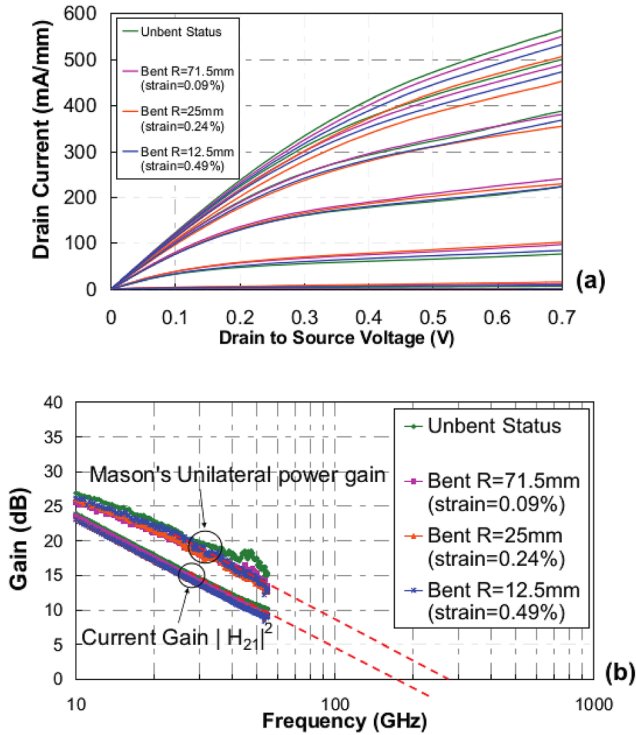 600
500
400
300
200
100
0
Drain Current (mA/mm)
Unbent Status
Bent R=71.5mm
(strain=0.09%)
Bent R=25mm
(strain=0.24%)
Bent R=12.5mm
(strain=0.49%)
0 0.1 0.2 0.3 0.4 0.5 0.6 0.7
Drain to Source Voltage (V)
(a)
40
35
30
25
20
15
10
5
0
Gain (dB)
Mason's Unilateral power gain
Current Gain | H21|2
Unbent Status
Bent R=71.5mm
(strain=0.09%)
Bent R=25mm
(strain=0.24%)
Bent R=12.5mm
(strain=0.49%)
10 100 1000
Frequency (GHz)
(b)